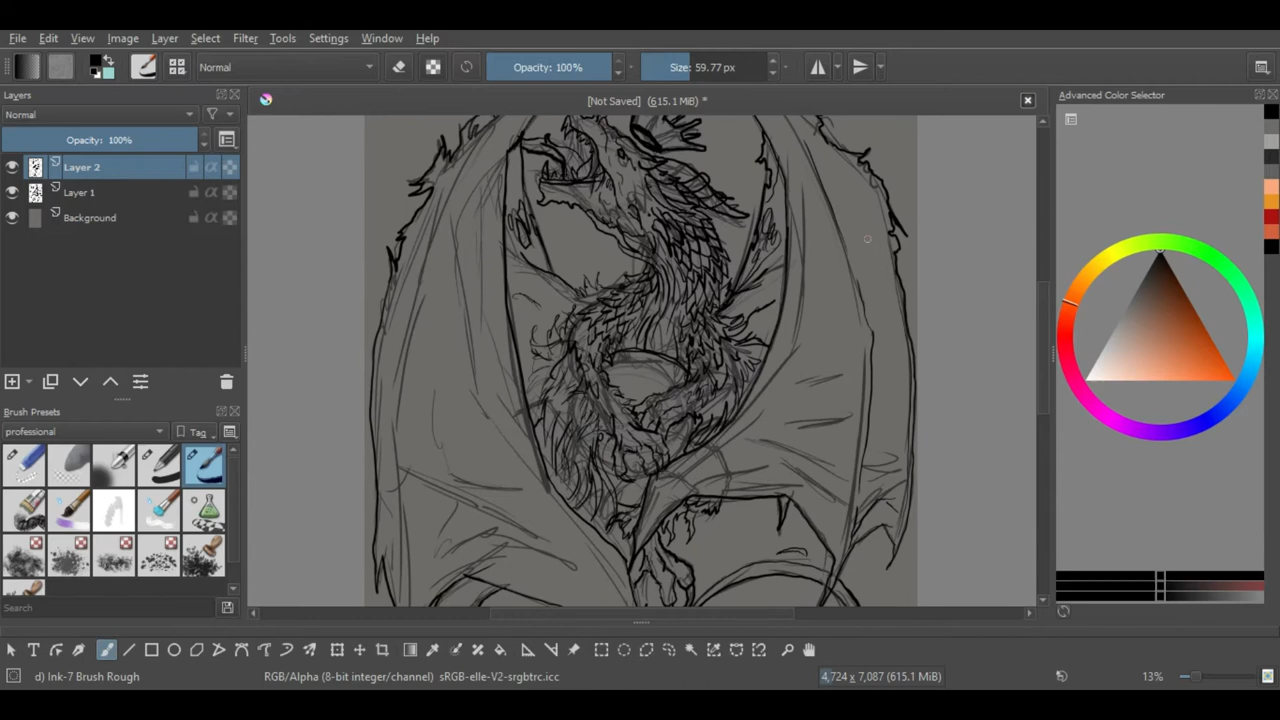 File Edit View Image Layer Select Filter Tools Settings Window Help
Normal Opacity: 100% Size: 59.77 px
Layers
[Not Saved] (615.1 MiB) *
Advanced Color Selector
Normal
Opacity: 100%
Layer 2
Layer 1
Background
Brush Presets
professional Tag
Search
d) Ink-7 Brush Rough RGB/Alpha (8-bit integer/channel) sRGB-elle-V2-srgbtrc.icc 4,724 x 7,087 (615.1 MiB) 13%